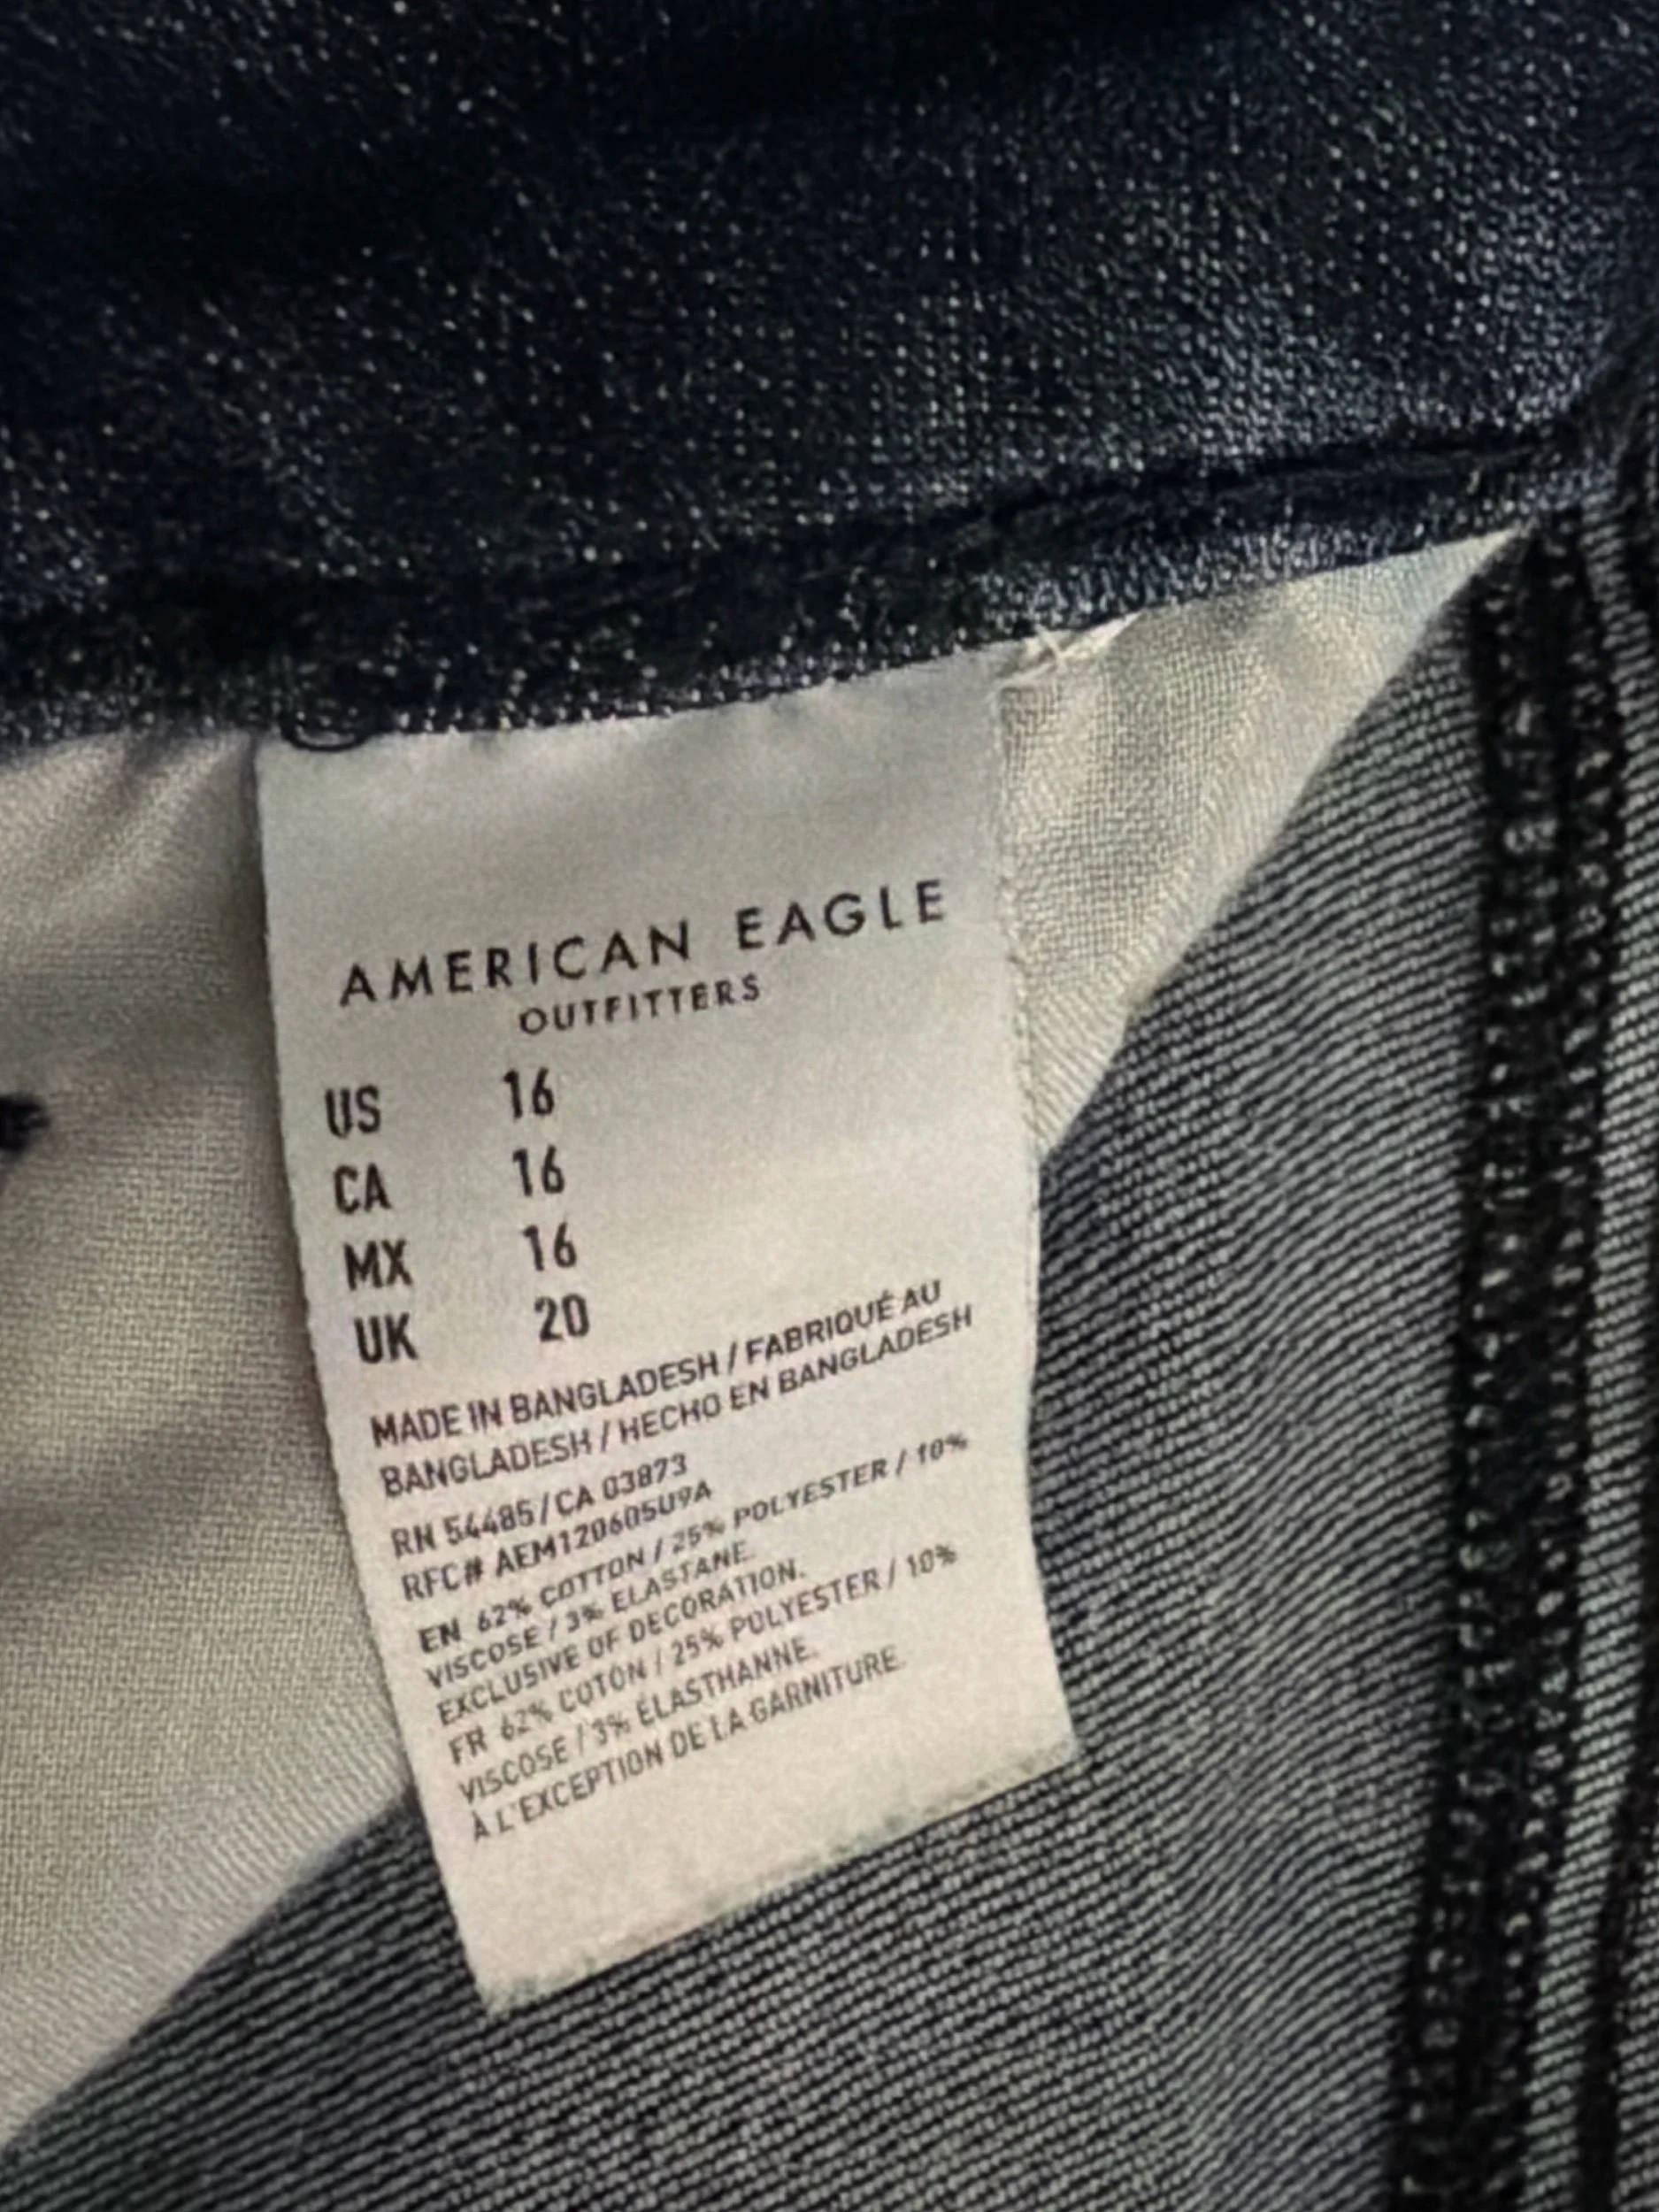 AMERICAN EAGLE
OUTFITTERS
US 16
CA 16
MX 16
UK 20
MADE IN BANGLADESH / FABRIQUÉ AU
BANGLADESH / HECHO EN BANGLADESH
RN 54485 / CA 03873
RFC# AEM120605U9A
EN 62% COTTON / 25% POLYESTER / 10%
VISCOSE / 3% ELASTANE.
EXCLUSIVE OF DECORATION.
FR 62% COTON / 25% POLYESTER / 10%
VISCOSE / 3% ÉLASTHANNE.
À L'EXCEPTION DE LA GARNITURE.